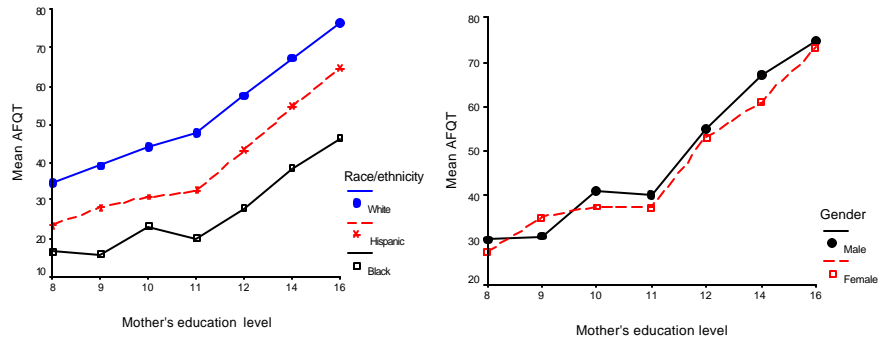 80
70
60
50
40
30
20
10
Mean AFQT
8 9 10 11 12 14 16
Mother's education level
Race/ethnicity
White
Hispanic
Black
80
70
60
50
40
30
20
Mean AFQT
8 9 10 11 12 14 16
Mother's education level
Gender
Male
Female